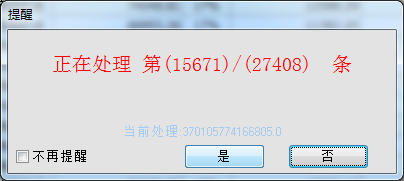 提醒
正在处理 第(15671)/(27408) 条
当前处理:370105774166805.0
不再提醒
是
否